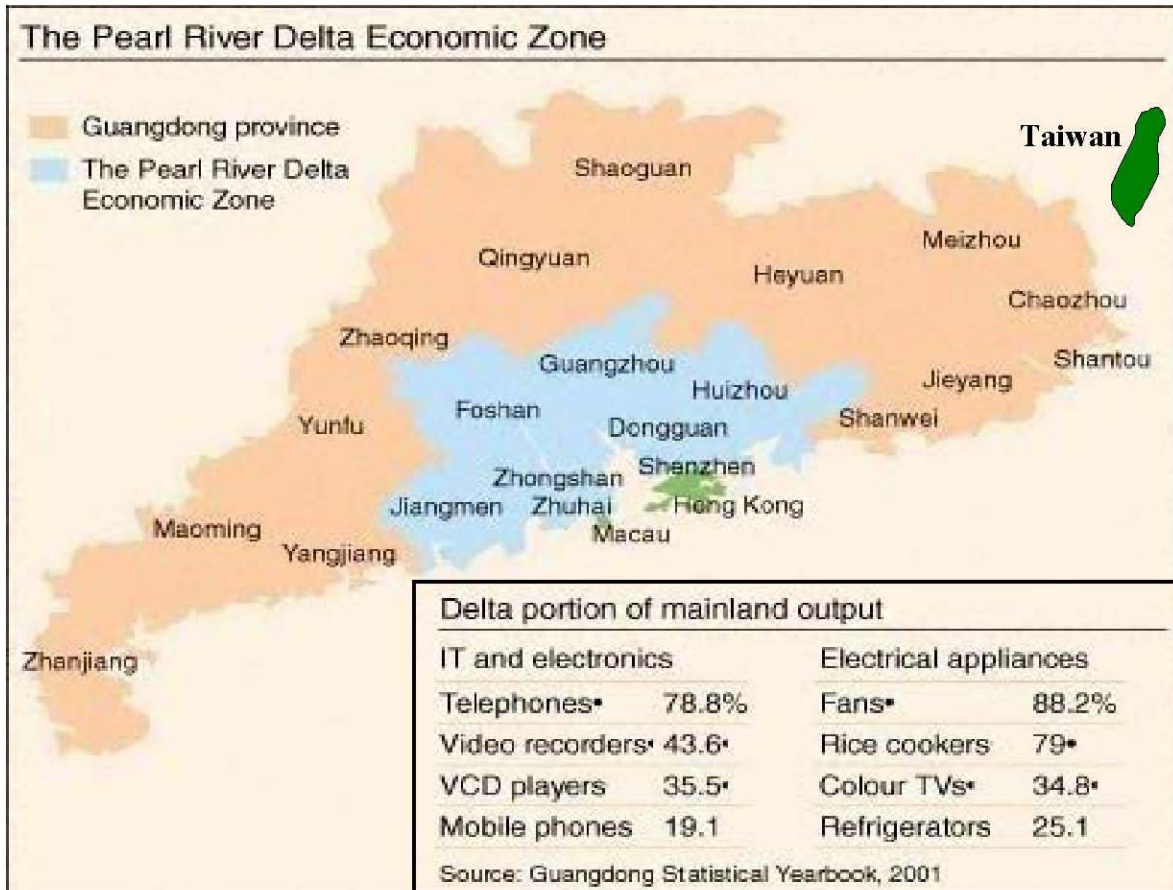 The Pearl River Delta Economic Zone
Guangdong province
The Pearl River Delta
Economic Zone
Taiwan
Shaoguan
Meizhou
Qingyuan
Heyuan
Chaozhou
Zhaoqing
Shantou
Guangzhou
Jieyang
Huizhou
Foshan
Shanwei
Yunfu
Dongguan
Shenzhen
Zhongshan
Jiangmen
Zhuhai
Hong Kong
Maoming
Macau
Yangjiang
Zhanjiang
Delta portion of mainland output
IT and electronics
Telephones• 78.8%
Video recorders• 43.6•
VCD players 35.5•
Mobile phones 19.1
Electrical appliances
Fans• 88.2%
Rice cookers 79•
Colour TVs• 34.8•
Refrigerators 25.1
Source: Guangdong Statistical Yearbook, 2001